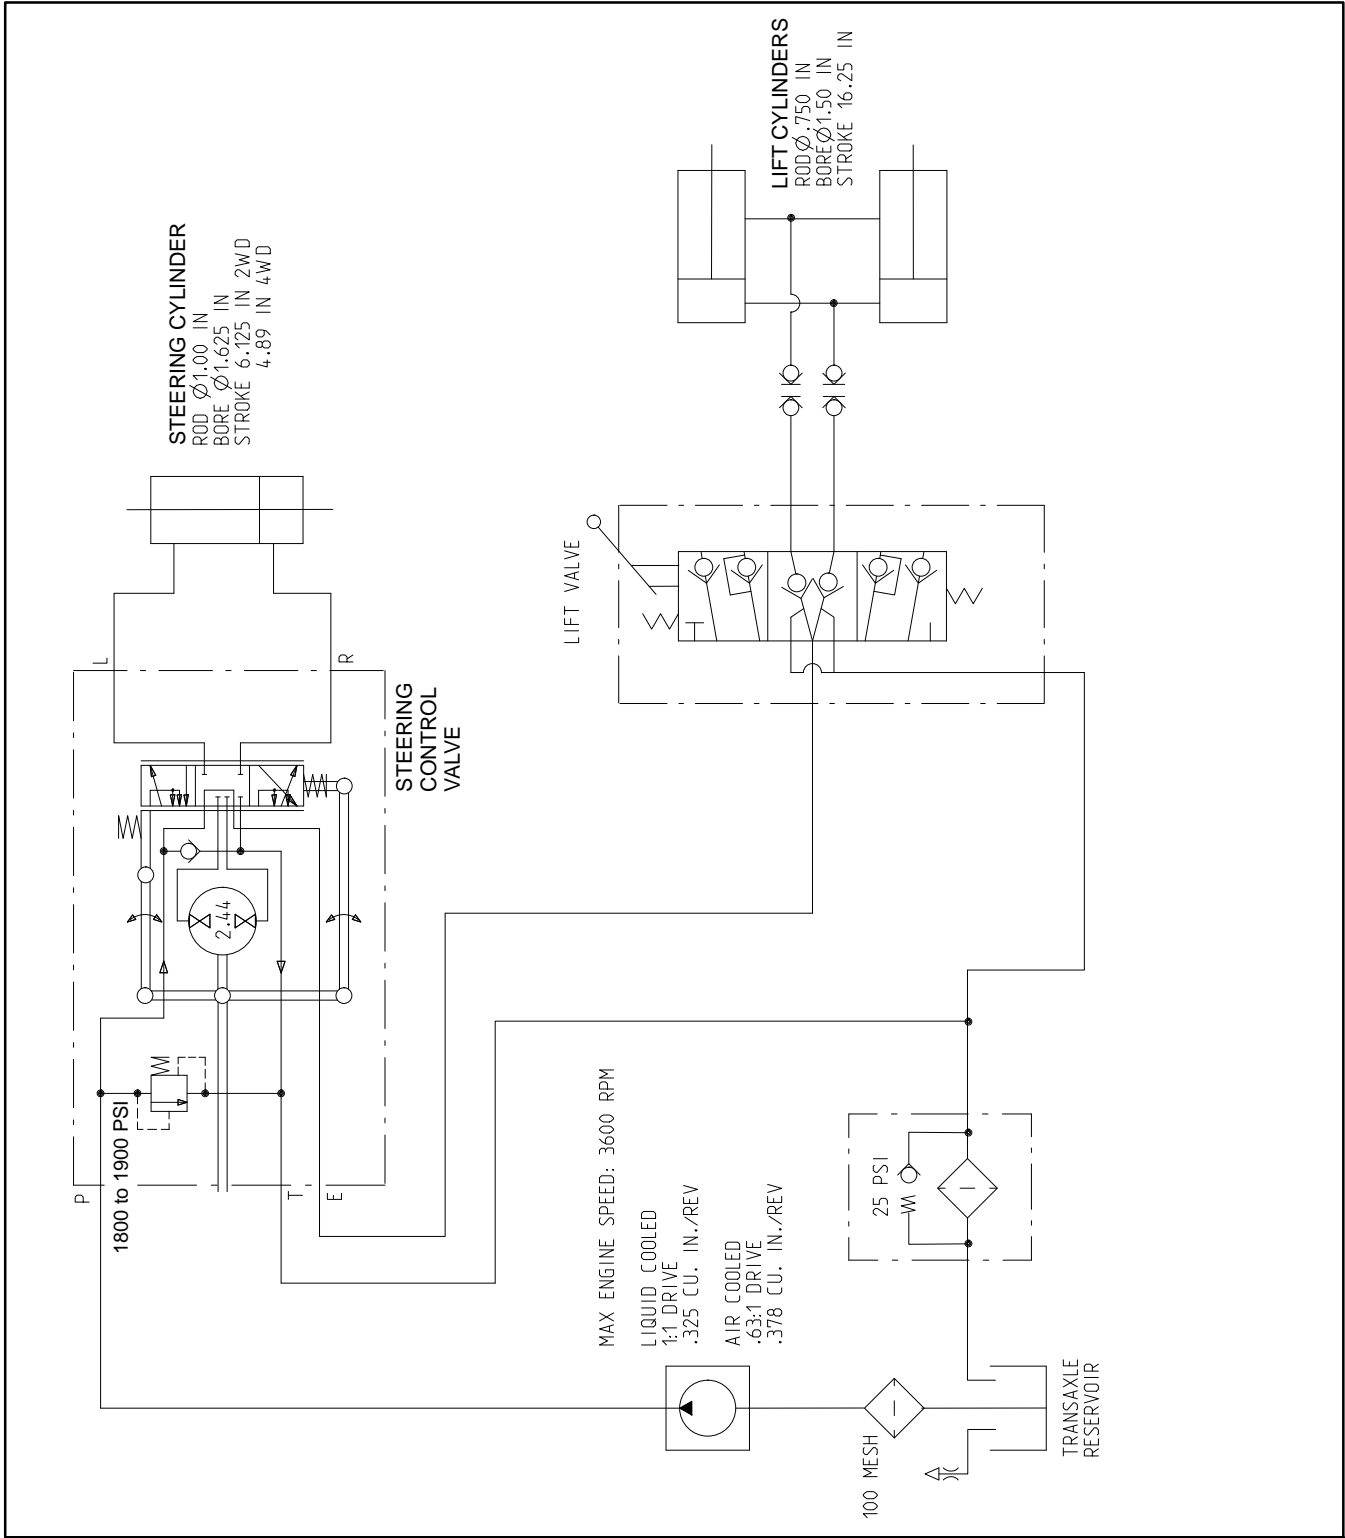 STEERING CYLINDER
ROD Ø1.00 IN
BORE Ø1.625 IN
STROKE 6.125 IN 2WD
4.89 IN 4WD
LIFT CYLINDERS
ROD Ø.750 IN
BORE Ø1.50 IN
STROKE 16.25 IN
L
R
STEERING
CONTROL
VALVE
LIFT VALVE
2.44
P
1800 to 1900 PSI
T
E
MAX ENGINE SPEED: 3600 RPM
LIQUID COOLED
1:1 DRIVE
.325 CU. IN./REV
AIR COOLED
.63:1 DRIVE
.378 CU. IN./REV
25 PSI
100 MESH
TRANSAXLE
RESERVOIR